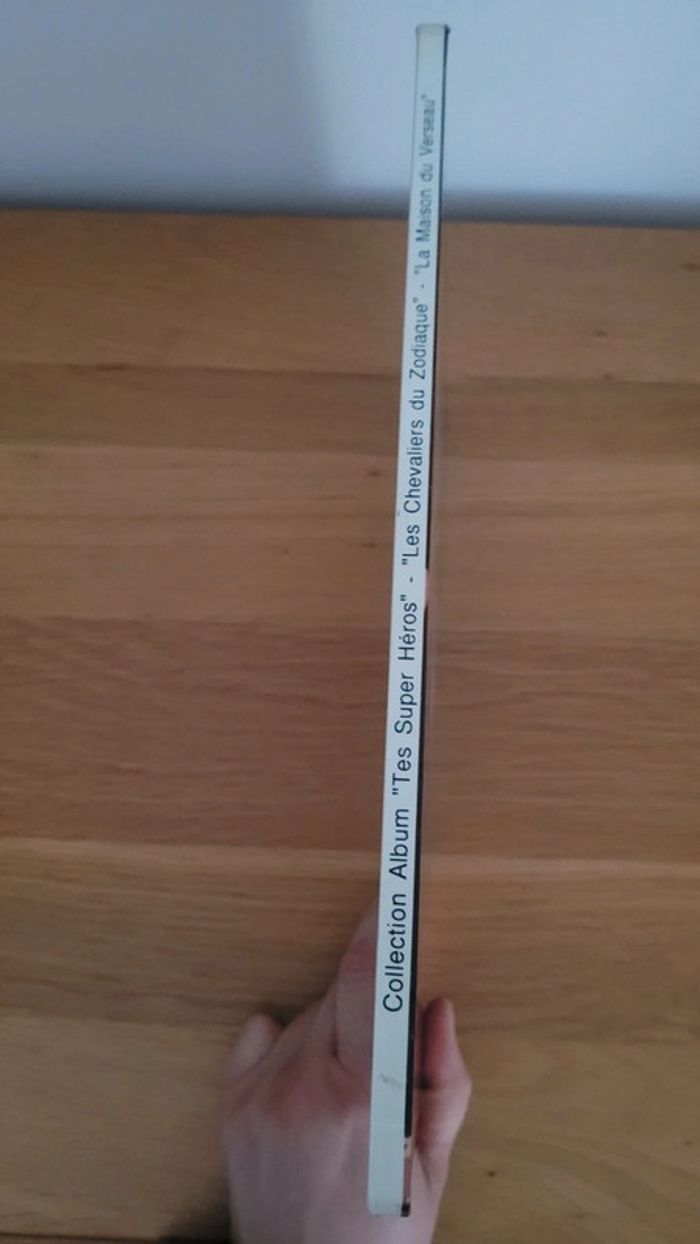 Collection Album "Tes Super Héros" - "Les Chevaliers du Zodiaque" - "La Maison du Verseau"